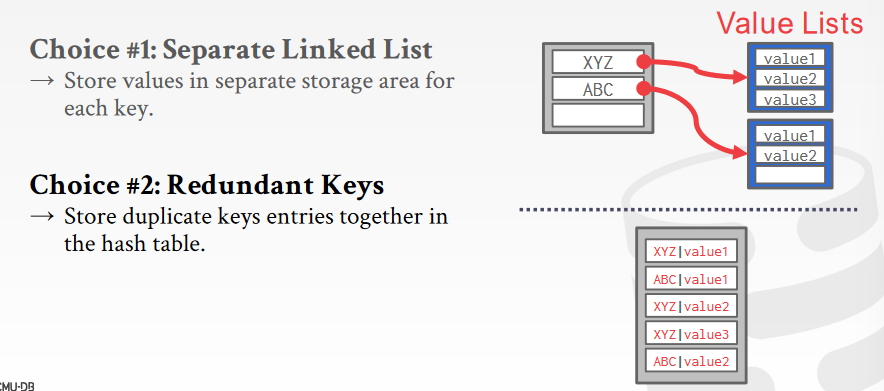 Choice #1: Separate Linked List
→ Store values in separate storage area for
each key.
Choice #2: Redundant Keys
→ Store duplicate keys entries together in
the hash table.
Value Lists
XYZ
ABC
value1
value2
value3
value1
value2
XYZ|value1
ABC|value1
XYZ|value2
XYZ|value3
ABC|value2
CMU·DB